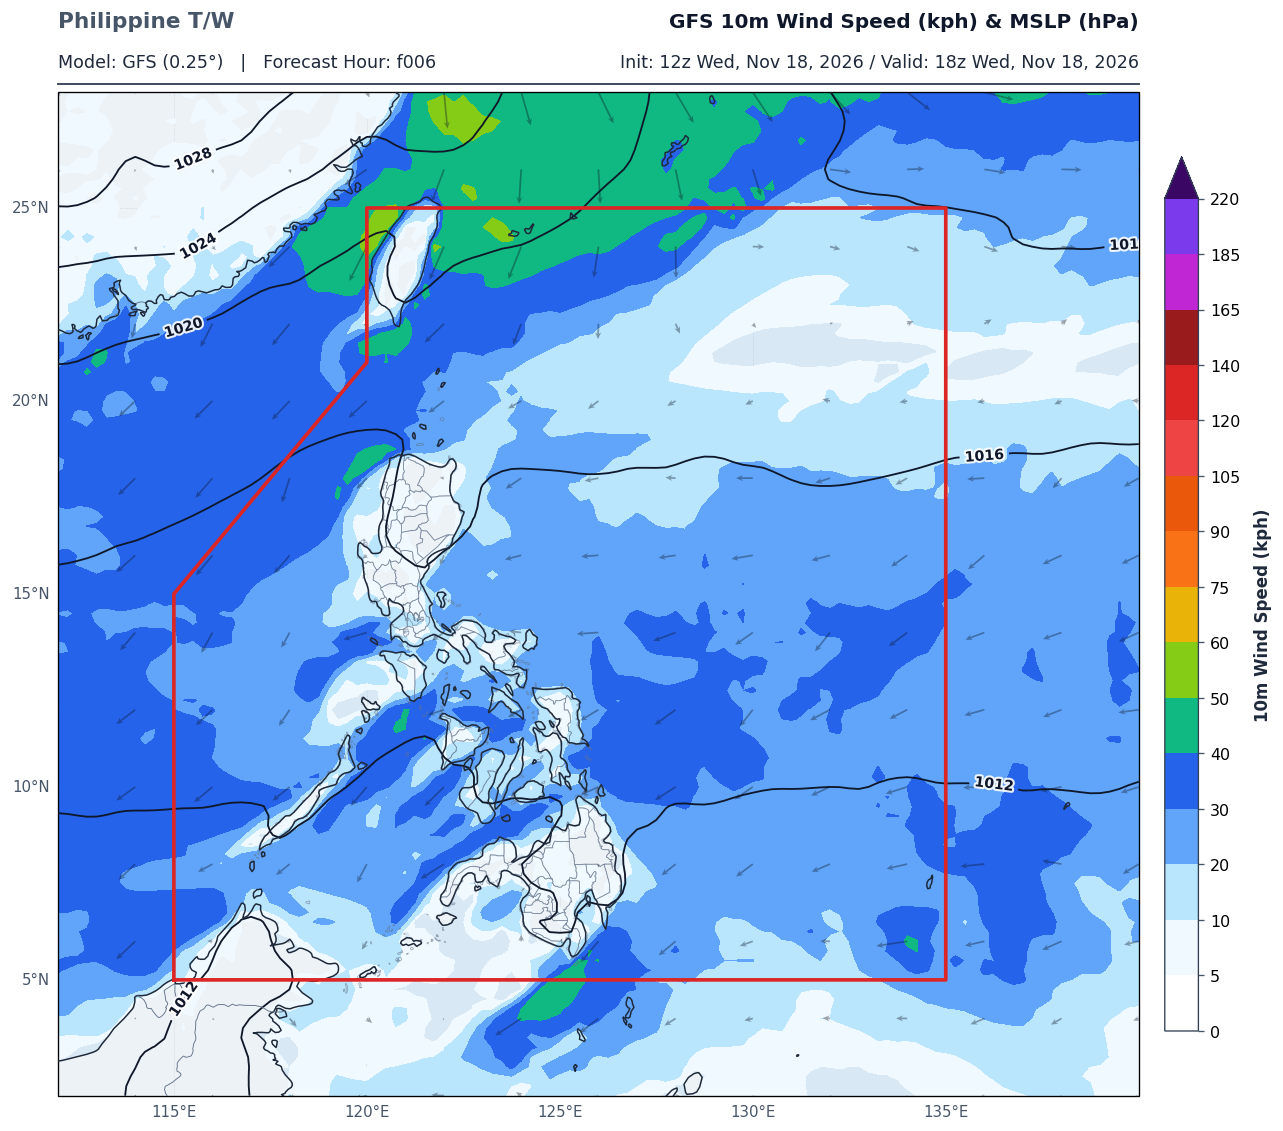 Philippine T/W
GFS 10m Wind Speed (kph) & MSLP (hPa)
Model: GFS (0.25°)   |   Forecast Hour: f006
Init: 12z Wed, Nov 18, 2026 / Valid: 18z Wed, Nov 18, 2026
1028
1024
1020
101
1016
1012
1012
25°N
20°N
15°N
10°N
5°N
115°E
120°E
125°E
130°E
135°E
220
185
165
140
120
105
90
75
60
50
40
30
20
10
5
0
10m Wind Speed (kph)